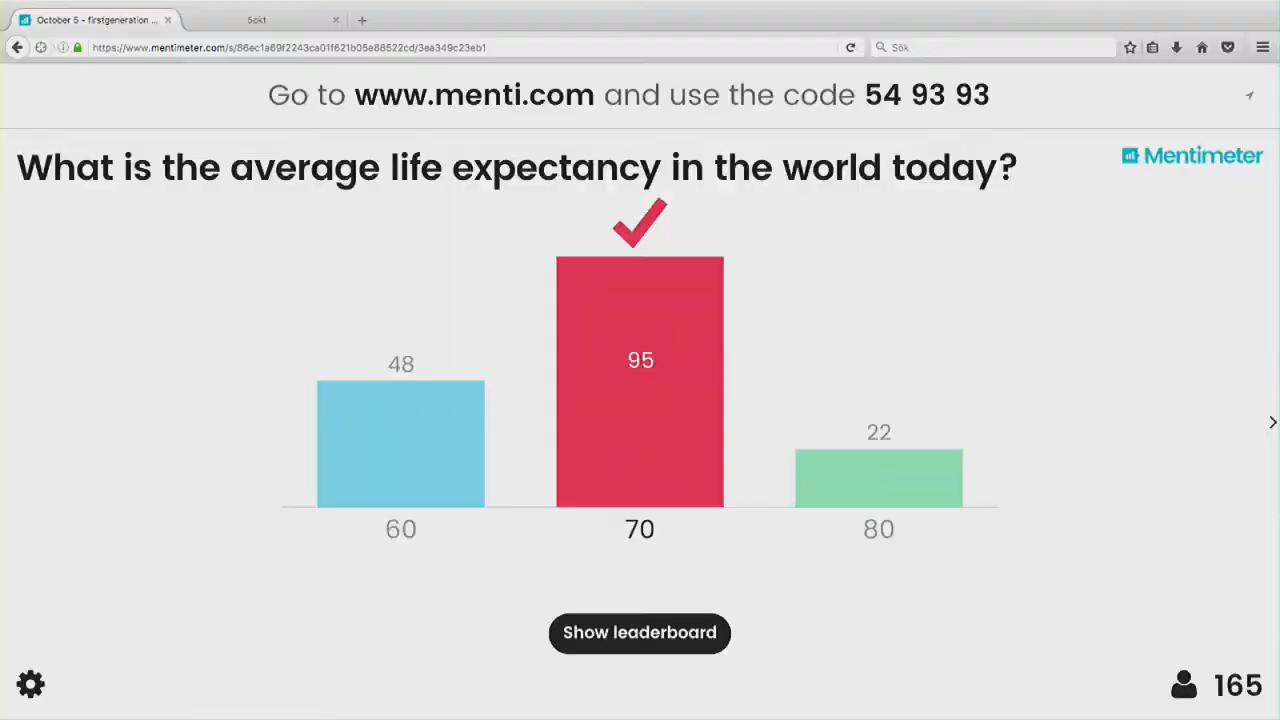 October 5 - firstgeneration ...
Sökt
https://www.mentimeter.com/s/86ec1a69f2243ca01f621b05e88522cd/3ea349c23eb1
Sök
Go to www.menti.com and use the code 54 93 93
What is the average life expectancy in the world today?
Mentimeter
48
95
22
60
70
80
Show leaderboard
165